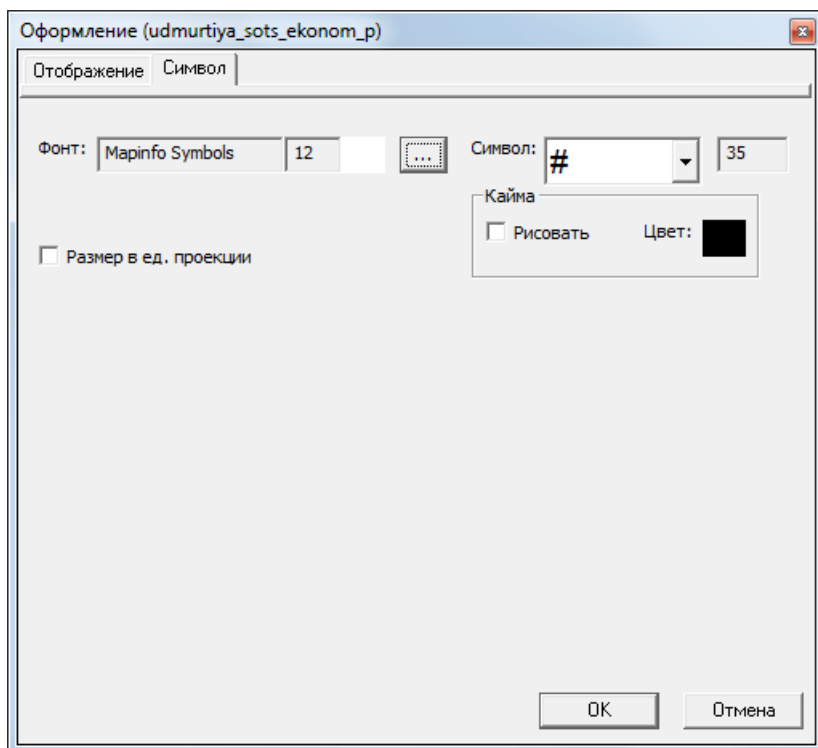 Оформление (udmurtiya_sots_ekonom_p)
Отображение Символ
Фонт: Mapinfo Symbols 12 ... Символ: # 35
Кайма
Рисовать Цвет:
Размер в ед. проекции
OK Отмена